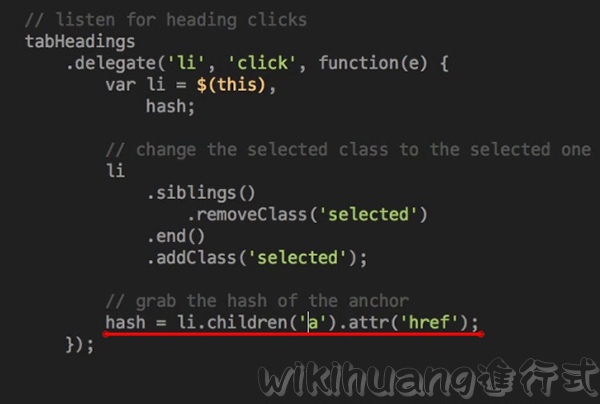 // listen for heading clicks
tabHeadings
.delegate('li', 'click', function(e) {
var li = $(this),
hash;
// change the selected class to the selected one
li
.siblings()
.removeClass('selected')
.end()
.addClass('selected');
// grab the hash of the anchor
hash = li.children('a').attr('href');
});
wikihuang進行式